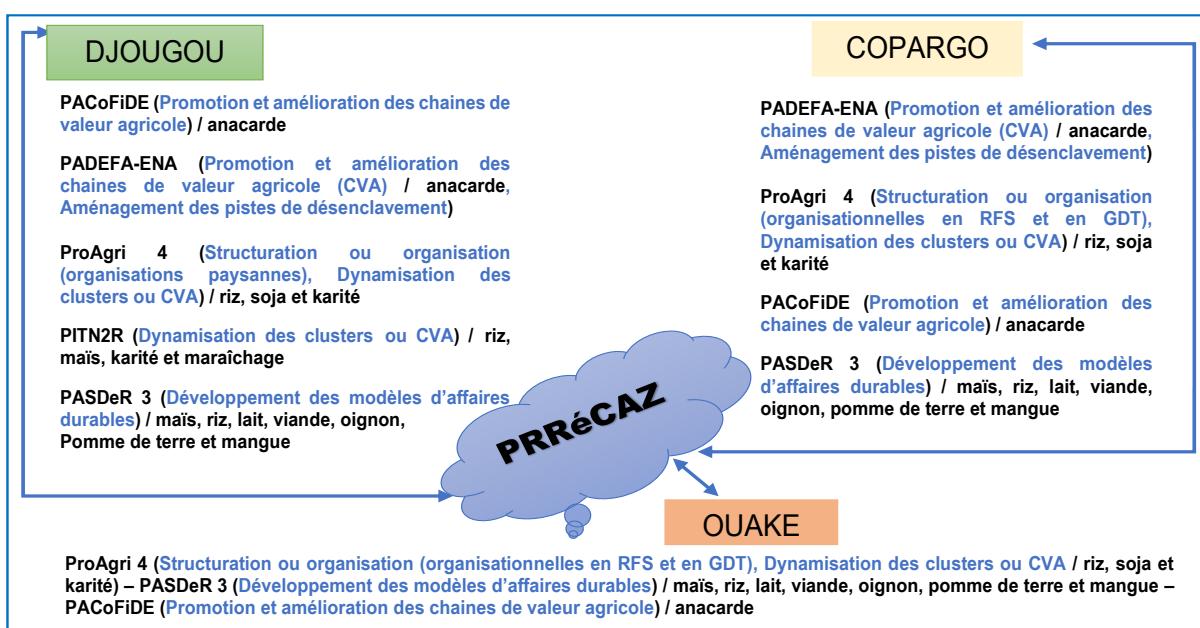 DJOUGOU
PACoFiDE (Promotion et amélioration des chaines de
valeur agricole) / anacarde
PADEFA-ENA (Promotion et amélioration des
chaines de valeur agricole (CVA) / anacarde,
Aménagement des pistes de désenclavement)
ProAgri 4 (Structuration ou organisation
(organisations paysannes), Dynamisation des
clusters ou CVA) / riz, soja et karité
PITN2R (Dynamisation des clusters ou CVA) / riz,
maïs, karité et maraîchage
PASDeR 3 (Développement des modèles d’affaires
durables) / maïs, riz, lait, viande, oignon,
Pomme de terre et mangue
COPARGO
PADEFA-ENA (Promotion et amélioration des
chaines de valeur agricole (CVA) / anacarde,
Aménagement des pistes de désenclavement)
ProAgri 4 (Structuration ou organisation
(organisationnelles en RFS et en GDT),
Dynamisation des clusters ou CVA) / riz, soja
et karité
PACoFiDE (Promotion et amélioration des
chaines de valeur agricole) / anacarde
PASDeR 3 (Développement des modèles
d’affaires durables) / maïs, riz, lait, viande,
oignon, pomme de terre et mangue
PRRéCAZ
OUAKE
ProAgri 4 (Structuration ou organisation (organisationnelles en RFS et en GDT), Dynamisation des clusters ou CVA / riz, soja et
karité) – PASDeR 3 (Développement des modèles d’affaires durables) / maïs, riz, lait, viande, oignon, pomme de terre et mangue –
PACoFiDE (Promotion et amélioration des chaines de valeur agricole) / anacarde